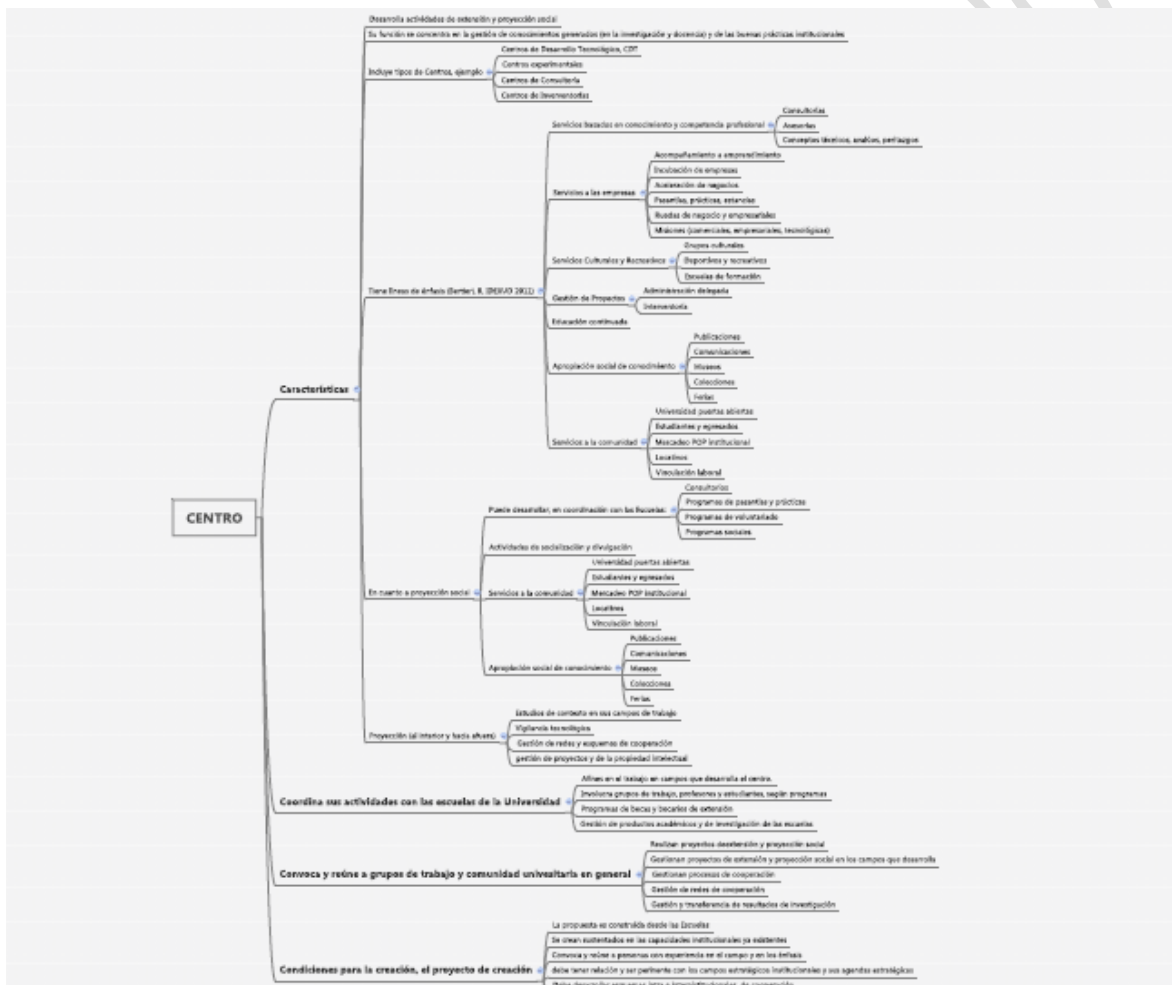 Desarrolla actividades de extensión y proyección social
Su función se concentra en la gestión de conocimientos generados (en la investigación y docencia) y de las buenas prácticas institucionales
Incluye tipos de Centros, ejemplo
Centros de Desarrollo Tecnológico, CDT
Centros experimentales
Centros de Consultoría
Centros de Interventorías
Tiene líneas de énfasis
Servicios basados en conocimiento y competencia profesional
Consultorías
Asesorías
Conceptos técnicos, análisis, peritazgos
Servicios a las empresas
Acompañamiento a emprendimiento
Incubación de empresas
Aceleración de negocios
Pasantías, prácticas, estancias
Ruedas de negocio y empresariales
Misiones (comerciales, empresariales, tecnológicas)
Servicios Culturales y Recreativos
Grupos culturales
Deportivos y recreativos
Escuelas de formación
Gestión de Proyectos
Administración delegada
Interventoría
Educación continuada
Apropiación social de conocimiento
Publicaciones
Comunicaciones
Museos
Colecciones
Ferias
Servicios a la comunidad
Universidad puertas abiertas
Estudiantes y egresados
Mercadeo POP institucional
Locativos
Vinculación laboral
Características
CENTRO
En cuanto a proyección social
Puede desarrollar, en coordinación con las Escuelas:
Consultorías
Programas de pasantías y prácticas
Programas de voluntariado
Programas sociales
Actividades de socialización y divulgación
Servicios a la comunidad
Universidad puertas abiertas
Estudiantes y egresados
Mercadeo POP institucional
Locativos
Vinculación laboral
Apropiación social de conocimiento
Publicaciones
Comunicaciones
Museos
Colecciones
Ferias
Proyección (al interior y hacia afuera)
Estudios de contexto en sus campos de trabajo
Vigilancia tecnológica
Gestión de redes y esquemas de cooperación
gestión de proyectos y de la propiedad intelectual
Coordina sus actividades con las escuelas de la Universidad
Afines en el trabajo en campos que desarrolla el centro.
Involucra grupos de trabajo, profesores y estudiantes, según programas
Programas de becas y becarios de extensión
Gestión de productos académicos y de investigación de las escuelas
Convoca y reúne a grupos de trabajo y comunidad univesitaria en general
Realizan proyectos deextensión y proyección social
Gestionan proyectos de extensión y proyección social en los campos que desarrolla
Gestionan procesos de cooperación
Gestión de redes de cooperación
Gestión y transferencia de resultados de investigación
Condiciones para la creación, el proyecto de creación
La propuesta es construída desde las Escuelas
Se crean sustentados en las capacidades institucionales ya existentes
Convoca y reúne a personas con experiencia en el campo y en los énfasis
debe tener relación y ser pertinente con los campos estratégicos institucionales y sus agendas estratégicas